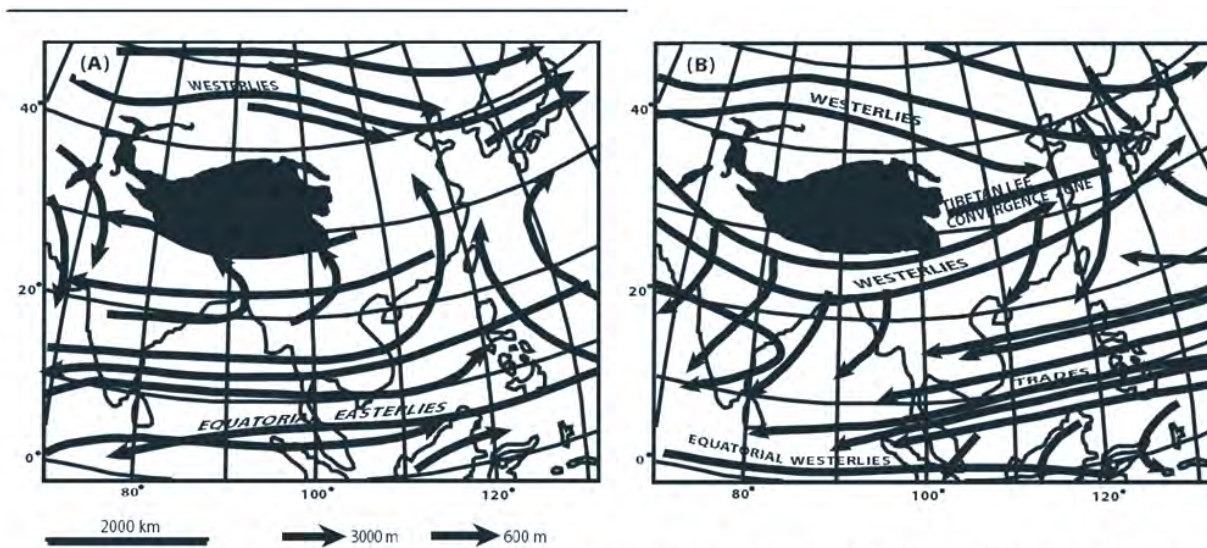 (A)
WESTERLIES
40°
20°
0°
EQUATORIAL EASTERLIES
80°
100°
120°
(B)
WESTERLIES
TIBETAN LEE
CONVERGENCE ZONE
40°
WESTERLIES
20°
TRADES
EQUATORIAL WESTERLIES
0°
80°
100°
120°
2000 km
3000 m
600 m